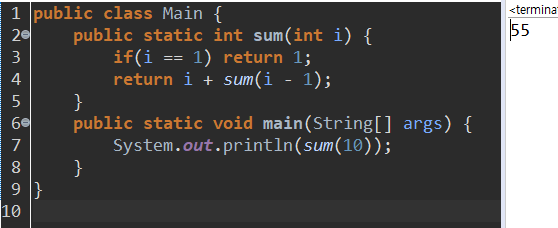 1 public class Main {
2 public static int sum(int i) {
3 if(i == 1) return 1;
4 return i + sum(i - 1);
5 }
6 public static void main(String[] args) {
7 System.out.println(sum(10));
8 }
9 }
10
<terminat
55